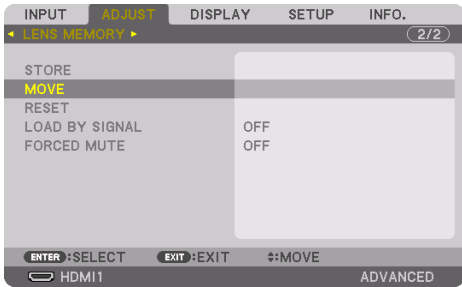 INPUT ADJUST DISPLAY SETUP INFO.
LENS MEMORY 2/2
STORE
MOVE
RESET
LOAD BY SIGNAL OFF
FORCED MUTE OFF
ENTER :SELECT EXIT :EXIT :MOVE
HDMI1 ADVANCED